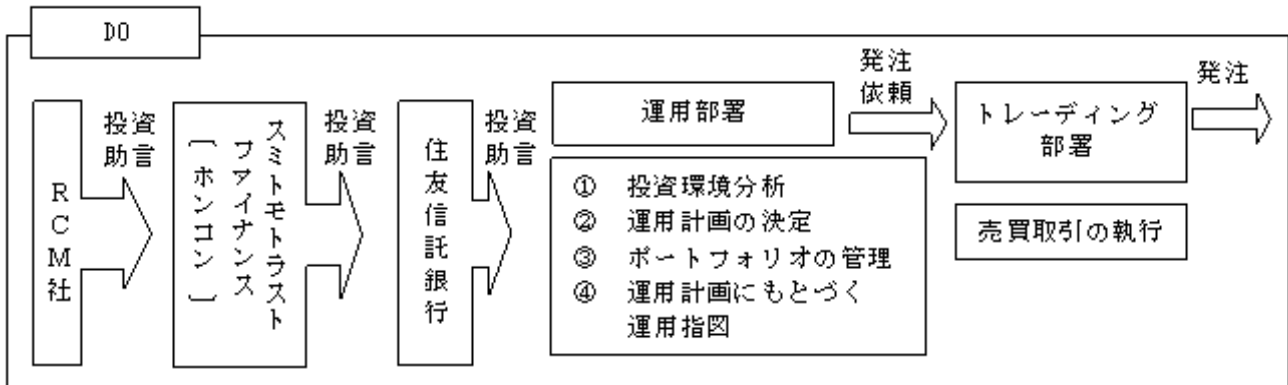 DO
RCM社
投資
助言
スミトモトラスト
ファイナンス
〔ホンコン〕
投資
助言
住友信託銀行
投資
助言
運用部署
① 投資環境分析
② 運用計画の決定
③ ポートフォリオの管理
④ 運用計画にもとづく
運用指図
発注
依頼
トレーディング
部署
売買取引の執行
発注